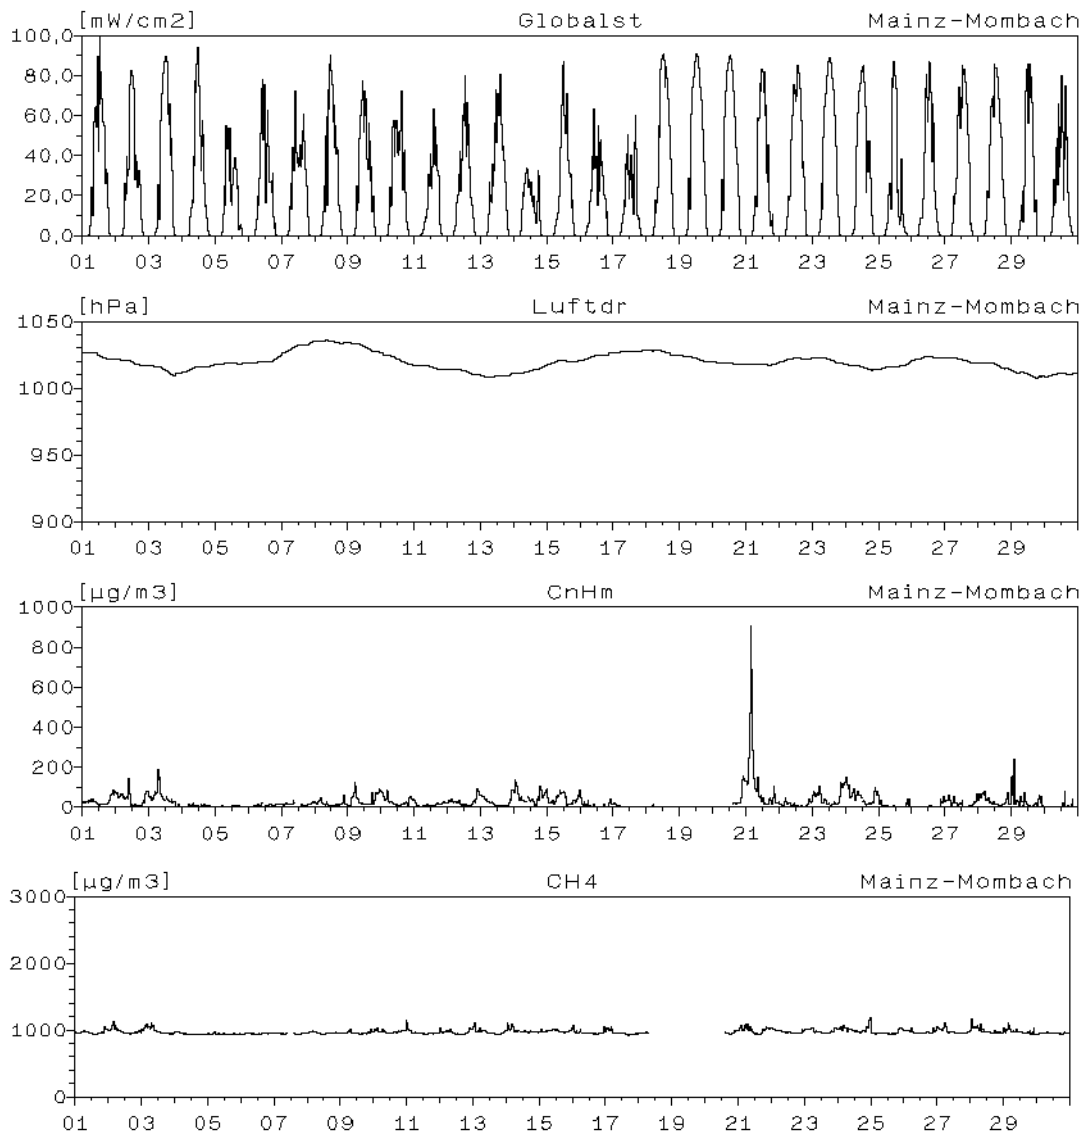 [mW/cm2] Globalst Mainz-Mombach
100,0
80,0
60,0
40,0
20,0
0,0
01 03 05 07 09 11 13 15 17 19 21 23 25 27 29
[hPa] Luftdr Mainz-Mombach
1050
1000
950
900
01 03 05 07 09 11 13 15 17 19 21 23 25 27 29
[µg/m3] CnHm Mainz-Mombach
1000
800
600
400
200
0
01 03 05 07 09 11 13 15 17 19 21 23 25 27 29
[µg/m3] CH4 Mainz-Mombach
3000
2000
1000
0
01 03 05 07 09 11 13 15 17 19 21 23 25 27 29